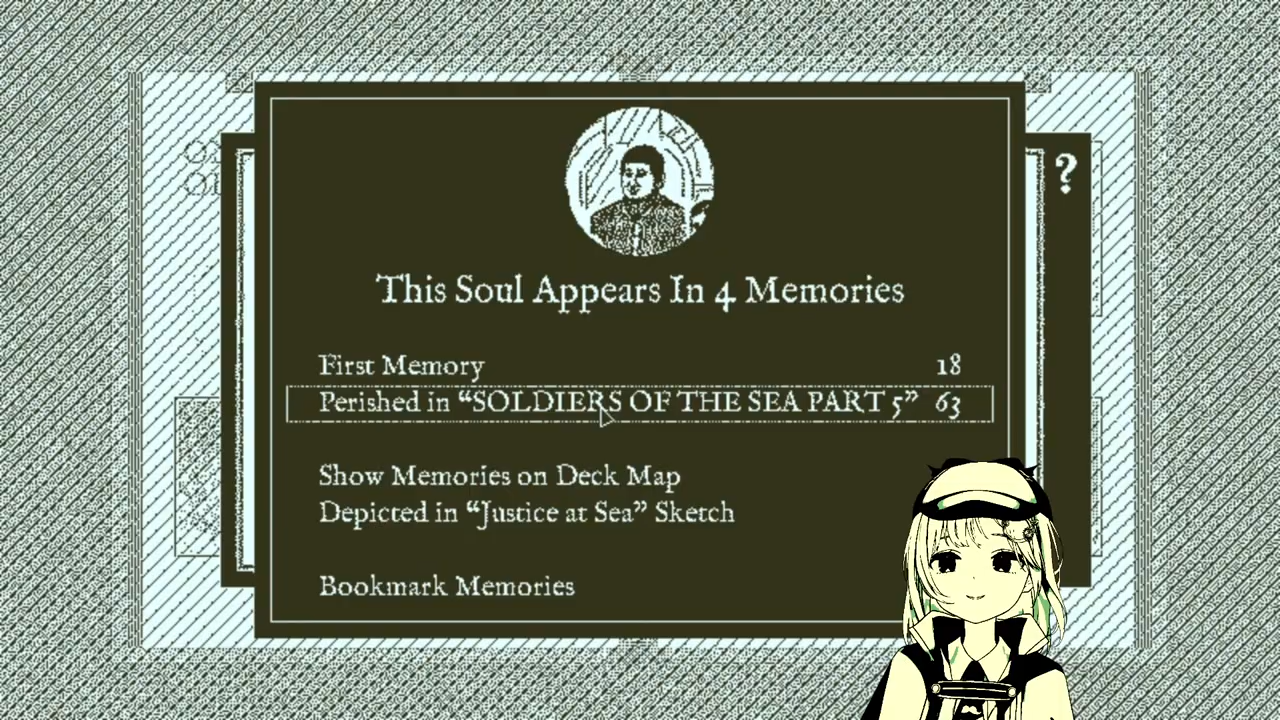 ?
This Soul Appears In 4 Memories
First Memory 18
Perished in “SOLDIERS OF THE SEA PART 5” 63
Show Memories on Deck Map
Depicted in “Justice at Sea” Sketch
Bookmark Memories